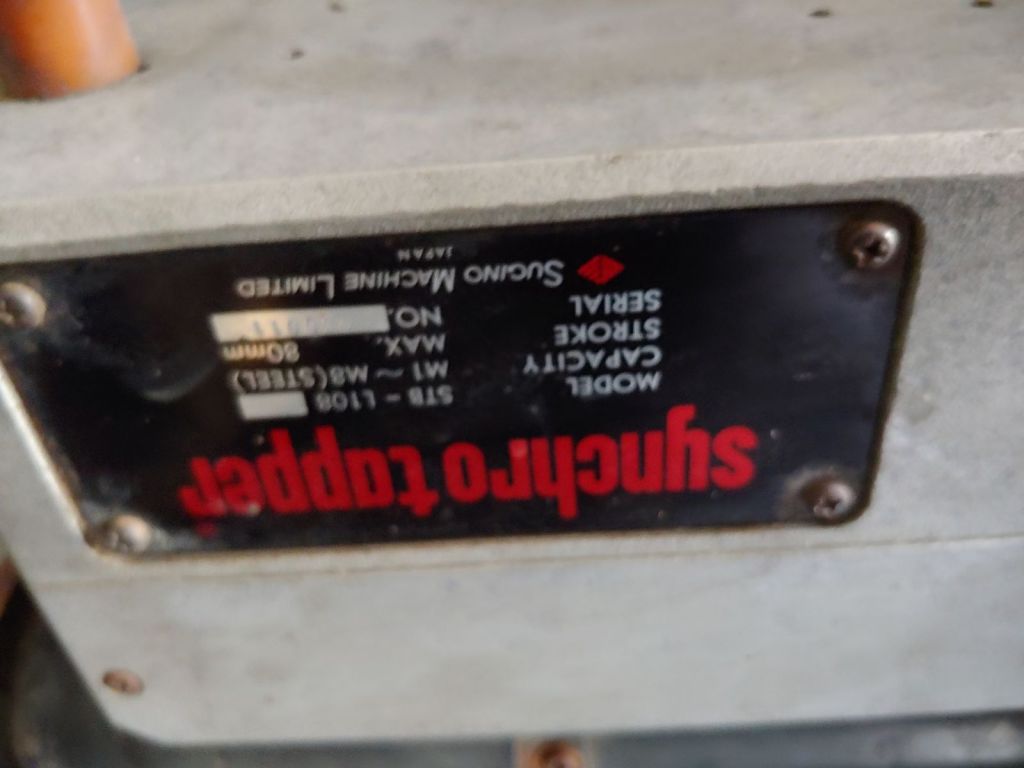 synchro tapper
MODEL STB - L108
CAPACITY M1 ~ M8 (STEEL)
STROKE MAX. 80mm
SERIAL NO.
SUGINO MACHINE LIMITED
JAPAN